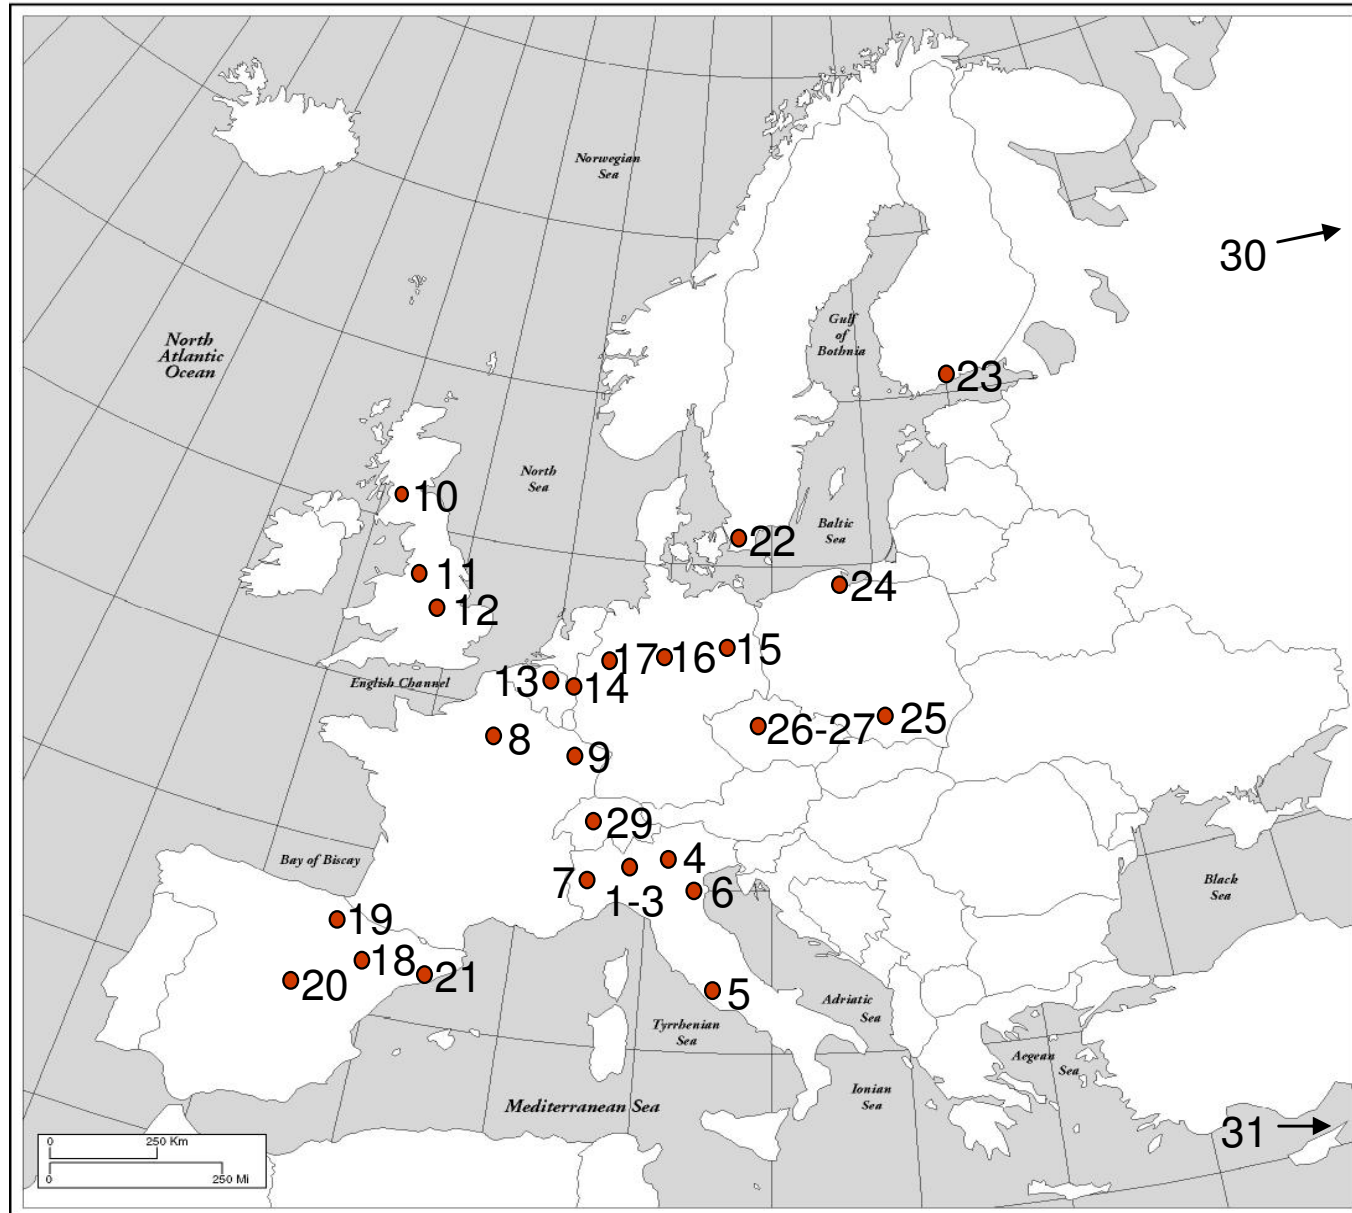 Norwegian
Sea
30
North
Atlantic
Ocean
Gulf
of
Bothnia
23
North
Sea
10
22
Baltic
Sea
11
24
12
17
16
15
English Channel
13
14
8
26-27
25
9
29
Bay of Biscay
4
7
1-3
6
Black
Sea
19
18
21
20
5
Adriatic
Sea
Tyrrhenian
Sea
Aegean
Sea
Ionian
Sea
Mediterranean Sea
31
0 250 Km
0 250 Mi